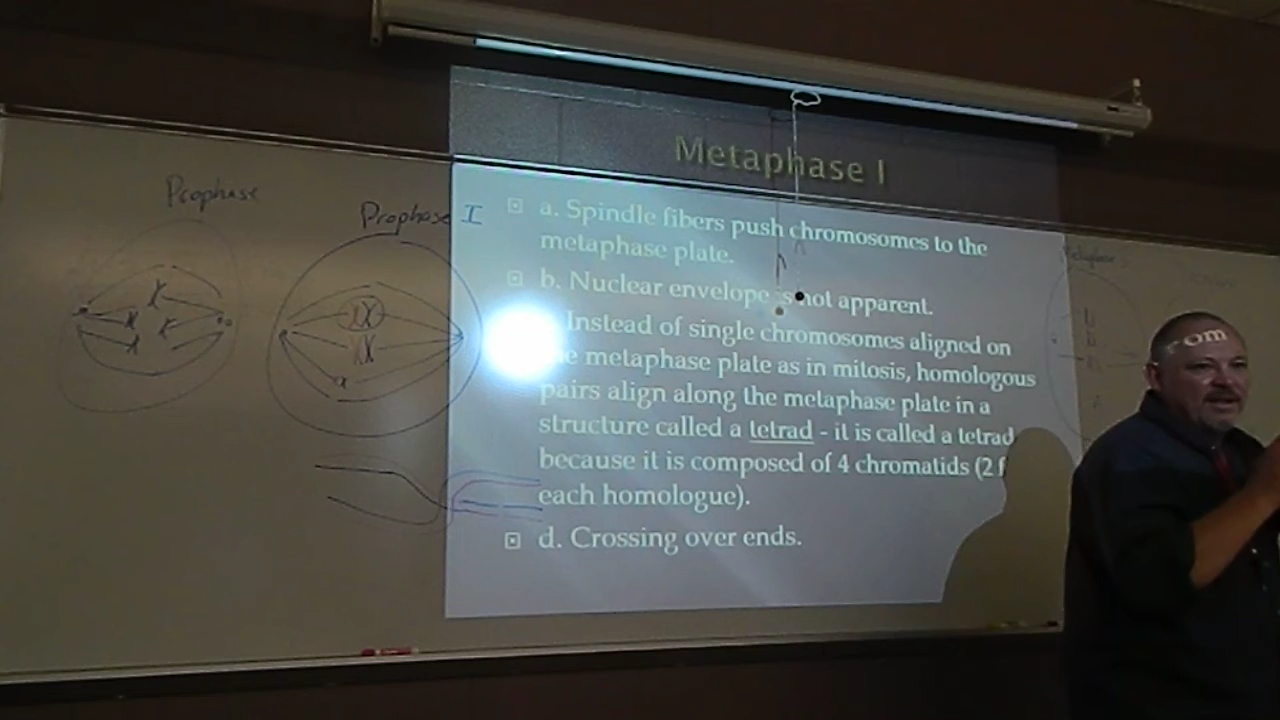 Metaphase I
Prophase
Prophase I
a. Spindle fibers push chromosomes to the
metaphase plate.
b. Nuclear envelope is not apparent.
Instead of single chromosomes aligned on
metaphase plate as in mitosis, homologous
pairs align along the metaphase plate in a
structure called a tetrad - it is called a tetrad
because it is composed of 4 chromatids (2 f
rom
each homologue).
d. Crossing over ends.